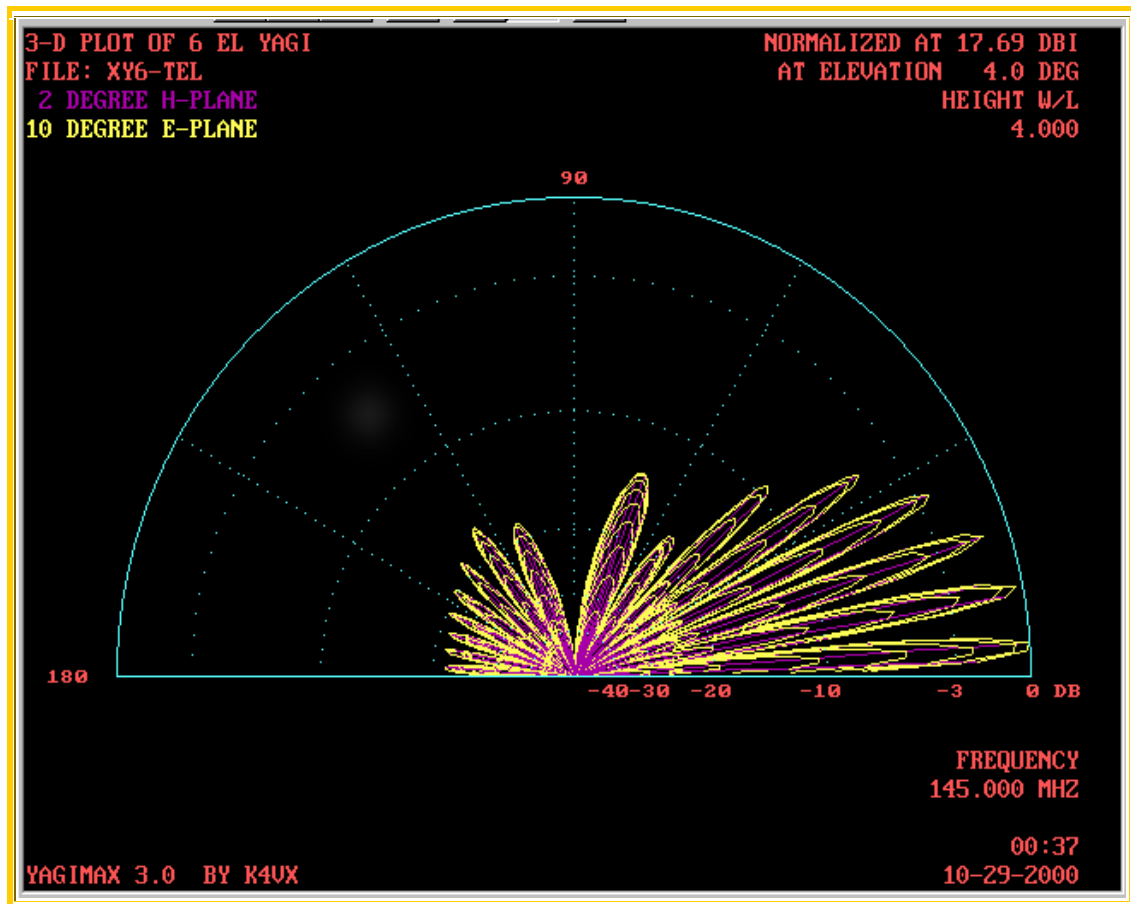 3-D PLOT OF 6 EL YAGI
FILE: XY6-TEL
2 DEGREE H-PLANE
10 DEGREE E-PLANE
NORMALIZED AT 17.69 DBI
AT ELEVATION 4.0 DEG
HEIGHT W/L
4.000
90
180
-40 -30 -20 -10 -3 0 DB
FREQUENCY
145.000 MHZ
00:37
10-29-2000
YAGIMAX 3.0 BY K4VX